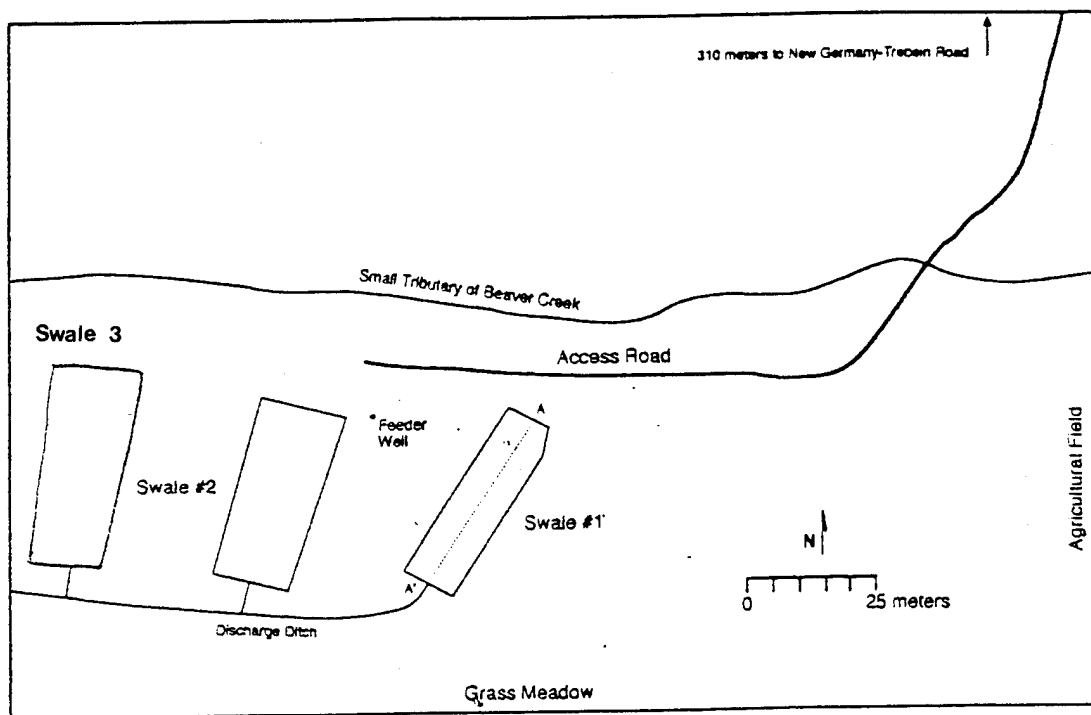 310 meters to New Germany-Trebein Road
Small Tributary of Beaver Creek
Swale 3
Access Road
A
Feeder
Well
Swale #2
Swale #1
Agricultural Field
N
A'
0 25 meters
Discharge Ditch
Grass Meadow